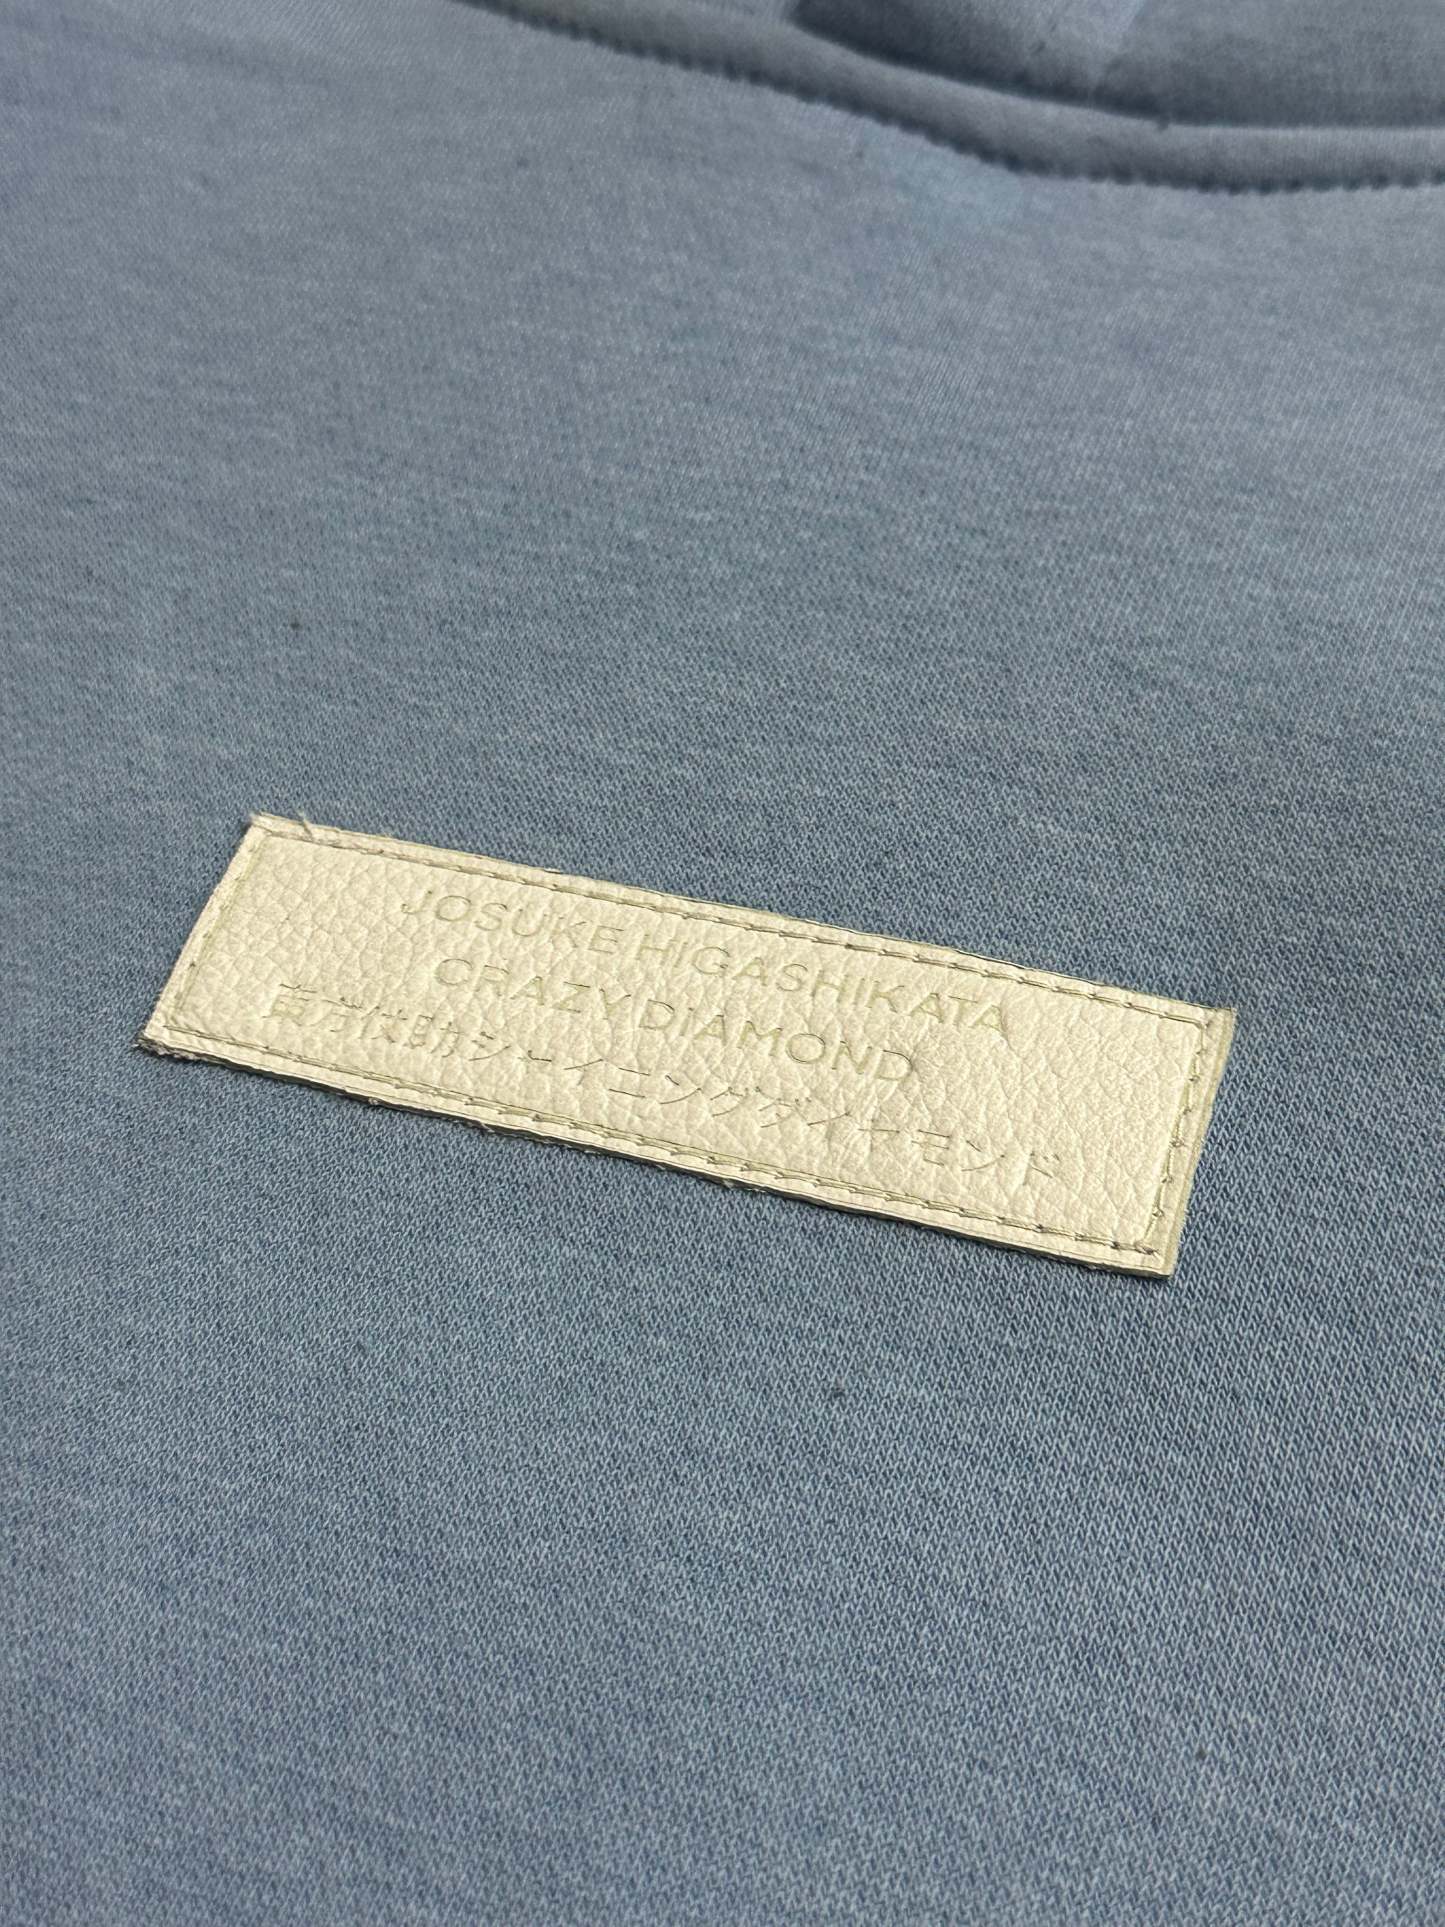 JOSUKE HIGASHIKATA
CRAZY DIAMOND
東方仗助シャイニングダイヤモンド